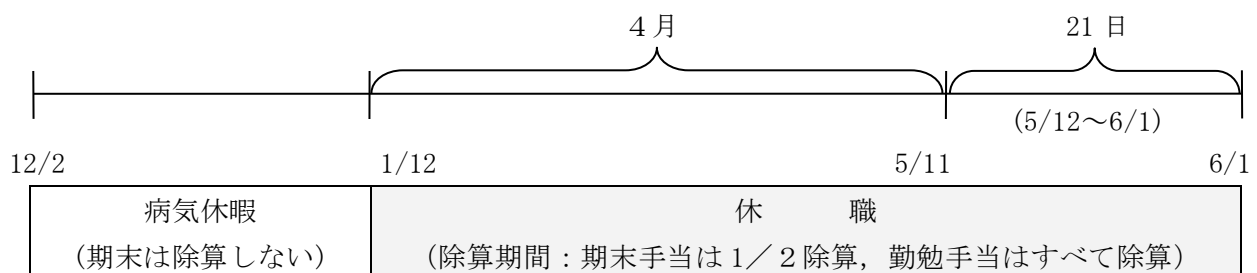 ４月 21 日
(5/12～6/1)
12/2 1/12 5/11 6/1
病気休暇 休　　職
(期末は除算しない) (除算期間：期末手当は１／２除算，勤勉手当はすべて除算)